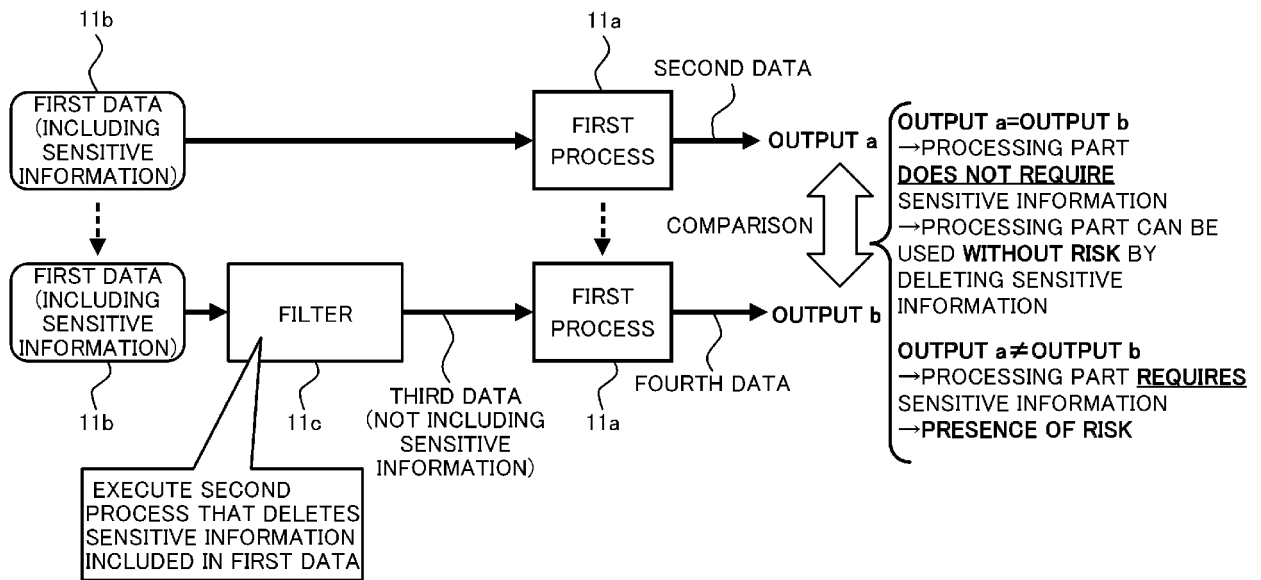 11b
11a
SECOND DATA
FIRST DATA
(INCLUDING
SENSITIVE
INFORMATION)
FIRST
PROCESS
OUTPUT a
COMPARISON
FIRST DATA
(INCLUDING
SENSITIVE
INFORMATION)
FILTER
FIRST
PROCESS
OUTPUT b
11b
11c
THIRD DATA
(NOT INCLUDING
SENSITIVE
INFORMATION)
11a
FOURTH DATA
EXECUTE SECOND
PROCESS THAT DELETES
SENSITIVE INFORMATION
INCLUDED IN FIRST DATA
OUTPUT a=OUTPUT b
→PROCESSING PART
DOES NOT REQUIRE
SENSITIVE INFORMATION
→PROCESSING PART CAN BE
USED WITHOUT RISK BY
DELETING SENSITIVE
INFORMATION
OUTPUT a≠OUTPUT b
→PROCESSING PART REQUIRES
SENSITIVE INFORMATION
→PRESENCE OF RISK